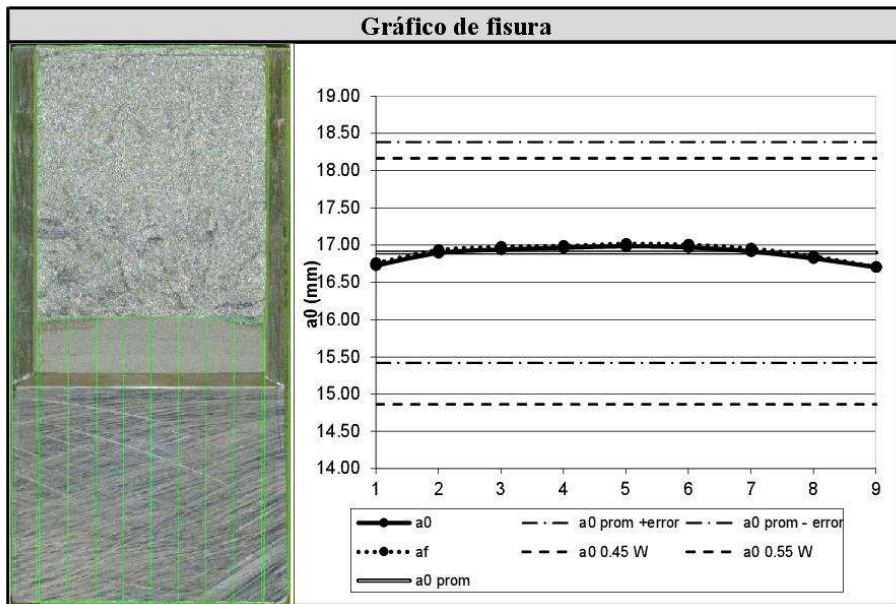 Gráfico de fisura
19.00
18.50
18.00
17.50
17.00
16.50
16.00
15.50
15.00
14.50
14.00
a0 (mm)
1 2 3 4 5 6 7 8 9
a0 a0 prom +error a0 prom - error
af a0 0.45 W a0 0.55 W
a0 prom